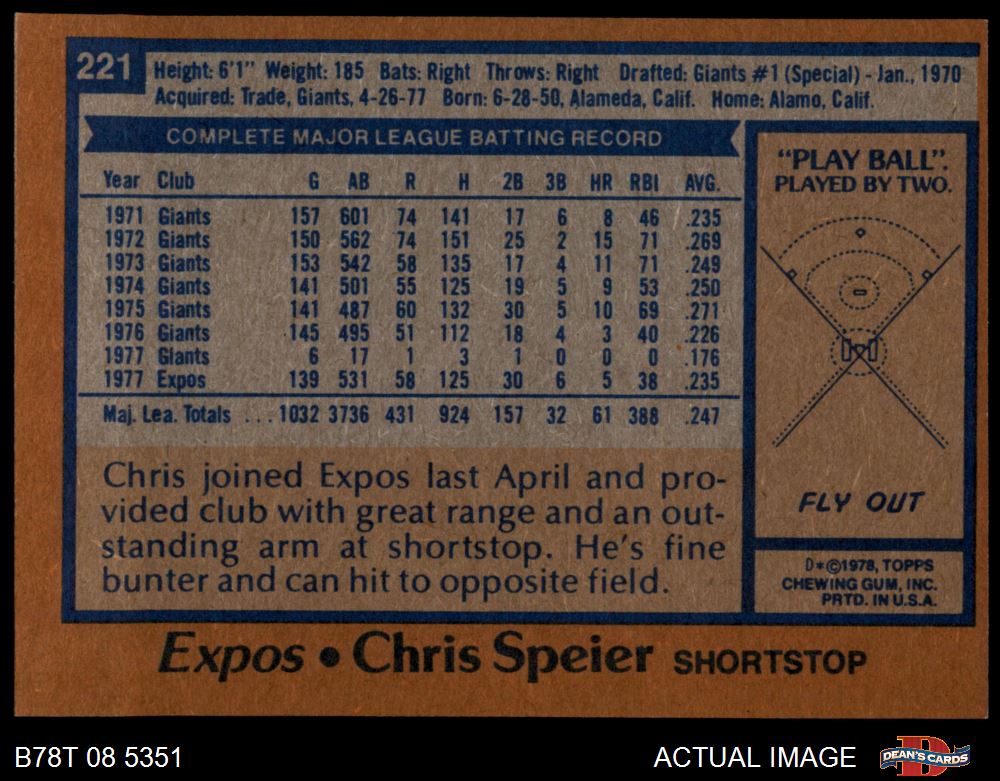 221
Height: 6'1" Weight: 185 Bats: Right Throws: Right Drafted: Giants #1 (Special) - Jan., 1970
Acquired: Trade, Giants, 4-26-77 Born: 6-28-50, Alameda, Calif. Home: Alamo, Calif.
COMPLETE MAJOR LEAGUE BATTING RECORD
Year Club G AB R H 2B 3B HR RBI AVG.
1971 Giants 157 601 74 141 17 6 8 46 .235
1972 Giants 150 562 74 151 25 2 15 71 .269
1973 Giants 153 542 58 135 17 4 11 71 .249
1974 Giants 141 501 55 125 19 5 9 53 .250
1975 Giants 141 487 60 132 30 5 10 69 .271
1976 Giants 145 495 51 112 18 4 3 40 .226
1977 Giants 6 17 1 3 1 0 0 0 .176
1977 Expos 139 531 58 125 30 6 5 38 .235
Maj. Lea. Totals ... 1032 3736 431 924 157 32 61 388 .247
Chris joined Expos last April and pro-
vided club with great range and an out-
standing arm at shortstop. He's fine
bunter and can hit to opposite field.
"PLAY BALL".
PLAYED BY TWO.
FLY OUT
D*©1978, TOPPS
CHEWING GUM, INC.
PRTD. IN U.S.A.
Expos • Chris Speier SHORTSTOP
B78T 08 5351
ACTUAL IMAGE
D
DEAN'S CARDS